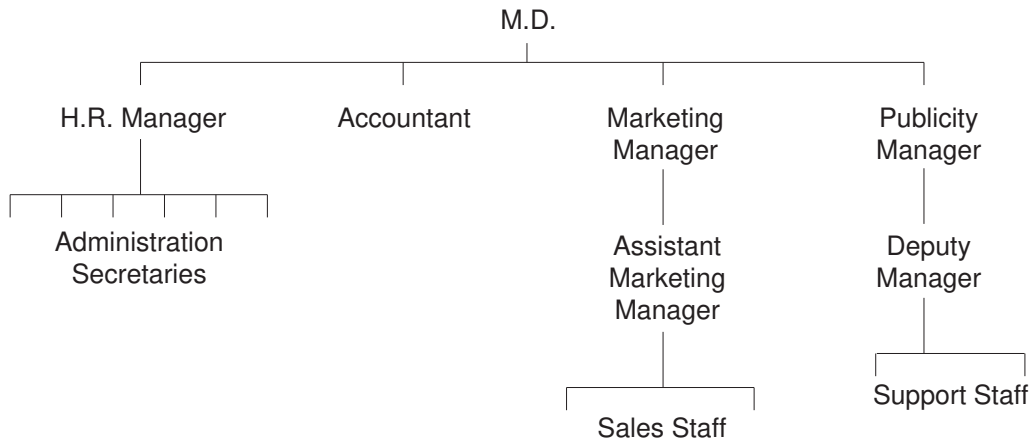 M.D.
H.R. Manager
Accountant
Marketing
Manager
Publicity
Manager
Administration
Secretaries
Assistant
Marketing
Manager
Deputy
Manager
Sales Staff
Support Staff